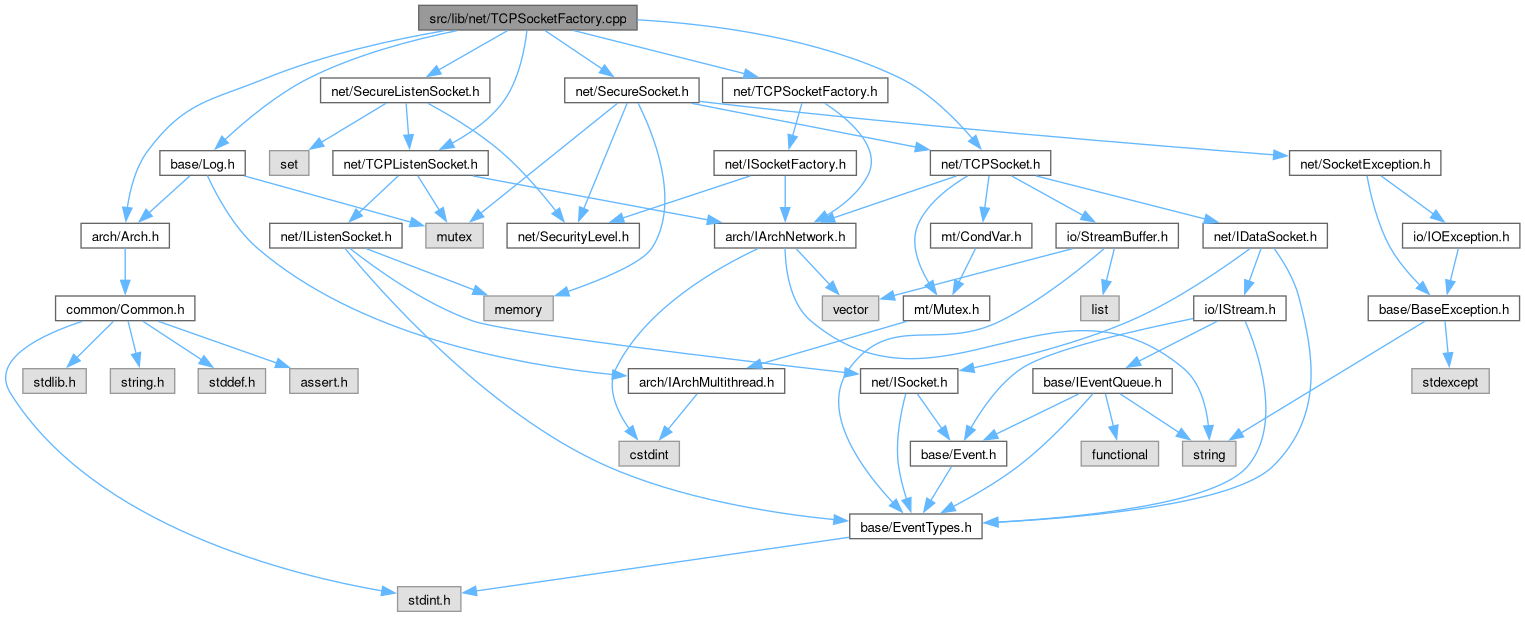 src/lib/net/TCPSocketFactory.cpp
net/SecureListenSocket.h
net/SecureSocket.h
net/TCPSocketFactory.h
base/Log.h
set
net/TCPListenSocket.h
net/ISocketFactory.h
net/TCPSocket.h
net/SocketException.h
arch/Arch.h
net/IListenSocket.h
mutex
net/SecurityLevel.h
arch/IArchNetwork.h
mt/CondVar.h
io/StreamBuffer.h
net/IDataSocket.h
io/IOException.h
common/Common.h
memory
vector
mt/Mutex.h
list
io/IStream.h
base/BaseException.h
stdlib.h
string.h
stddef.h
assert.h
arch/IArchMultithread.h
net/ISocket.h
base/IEventQueue.h
stdexcept
cstdint
base/Event.h
functional
string
base/EventTypes.h
stdint.h